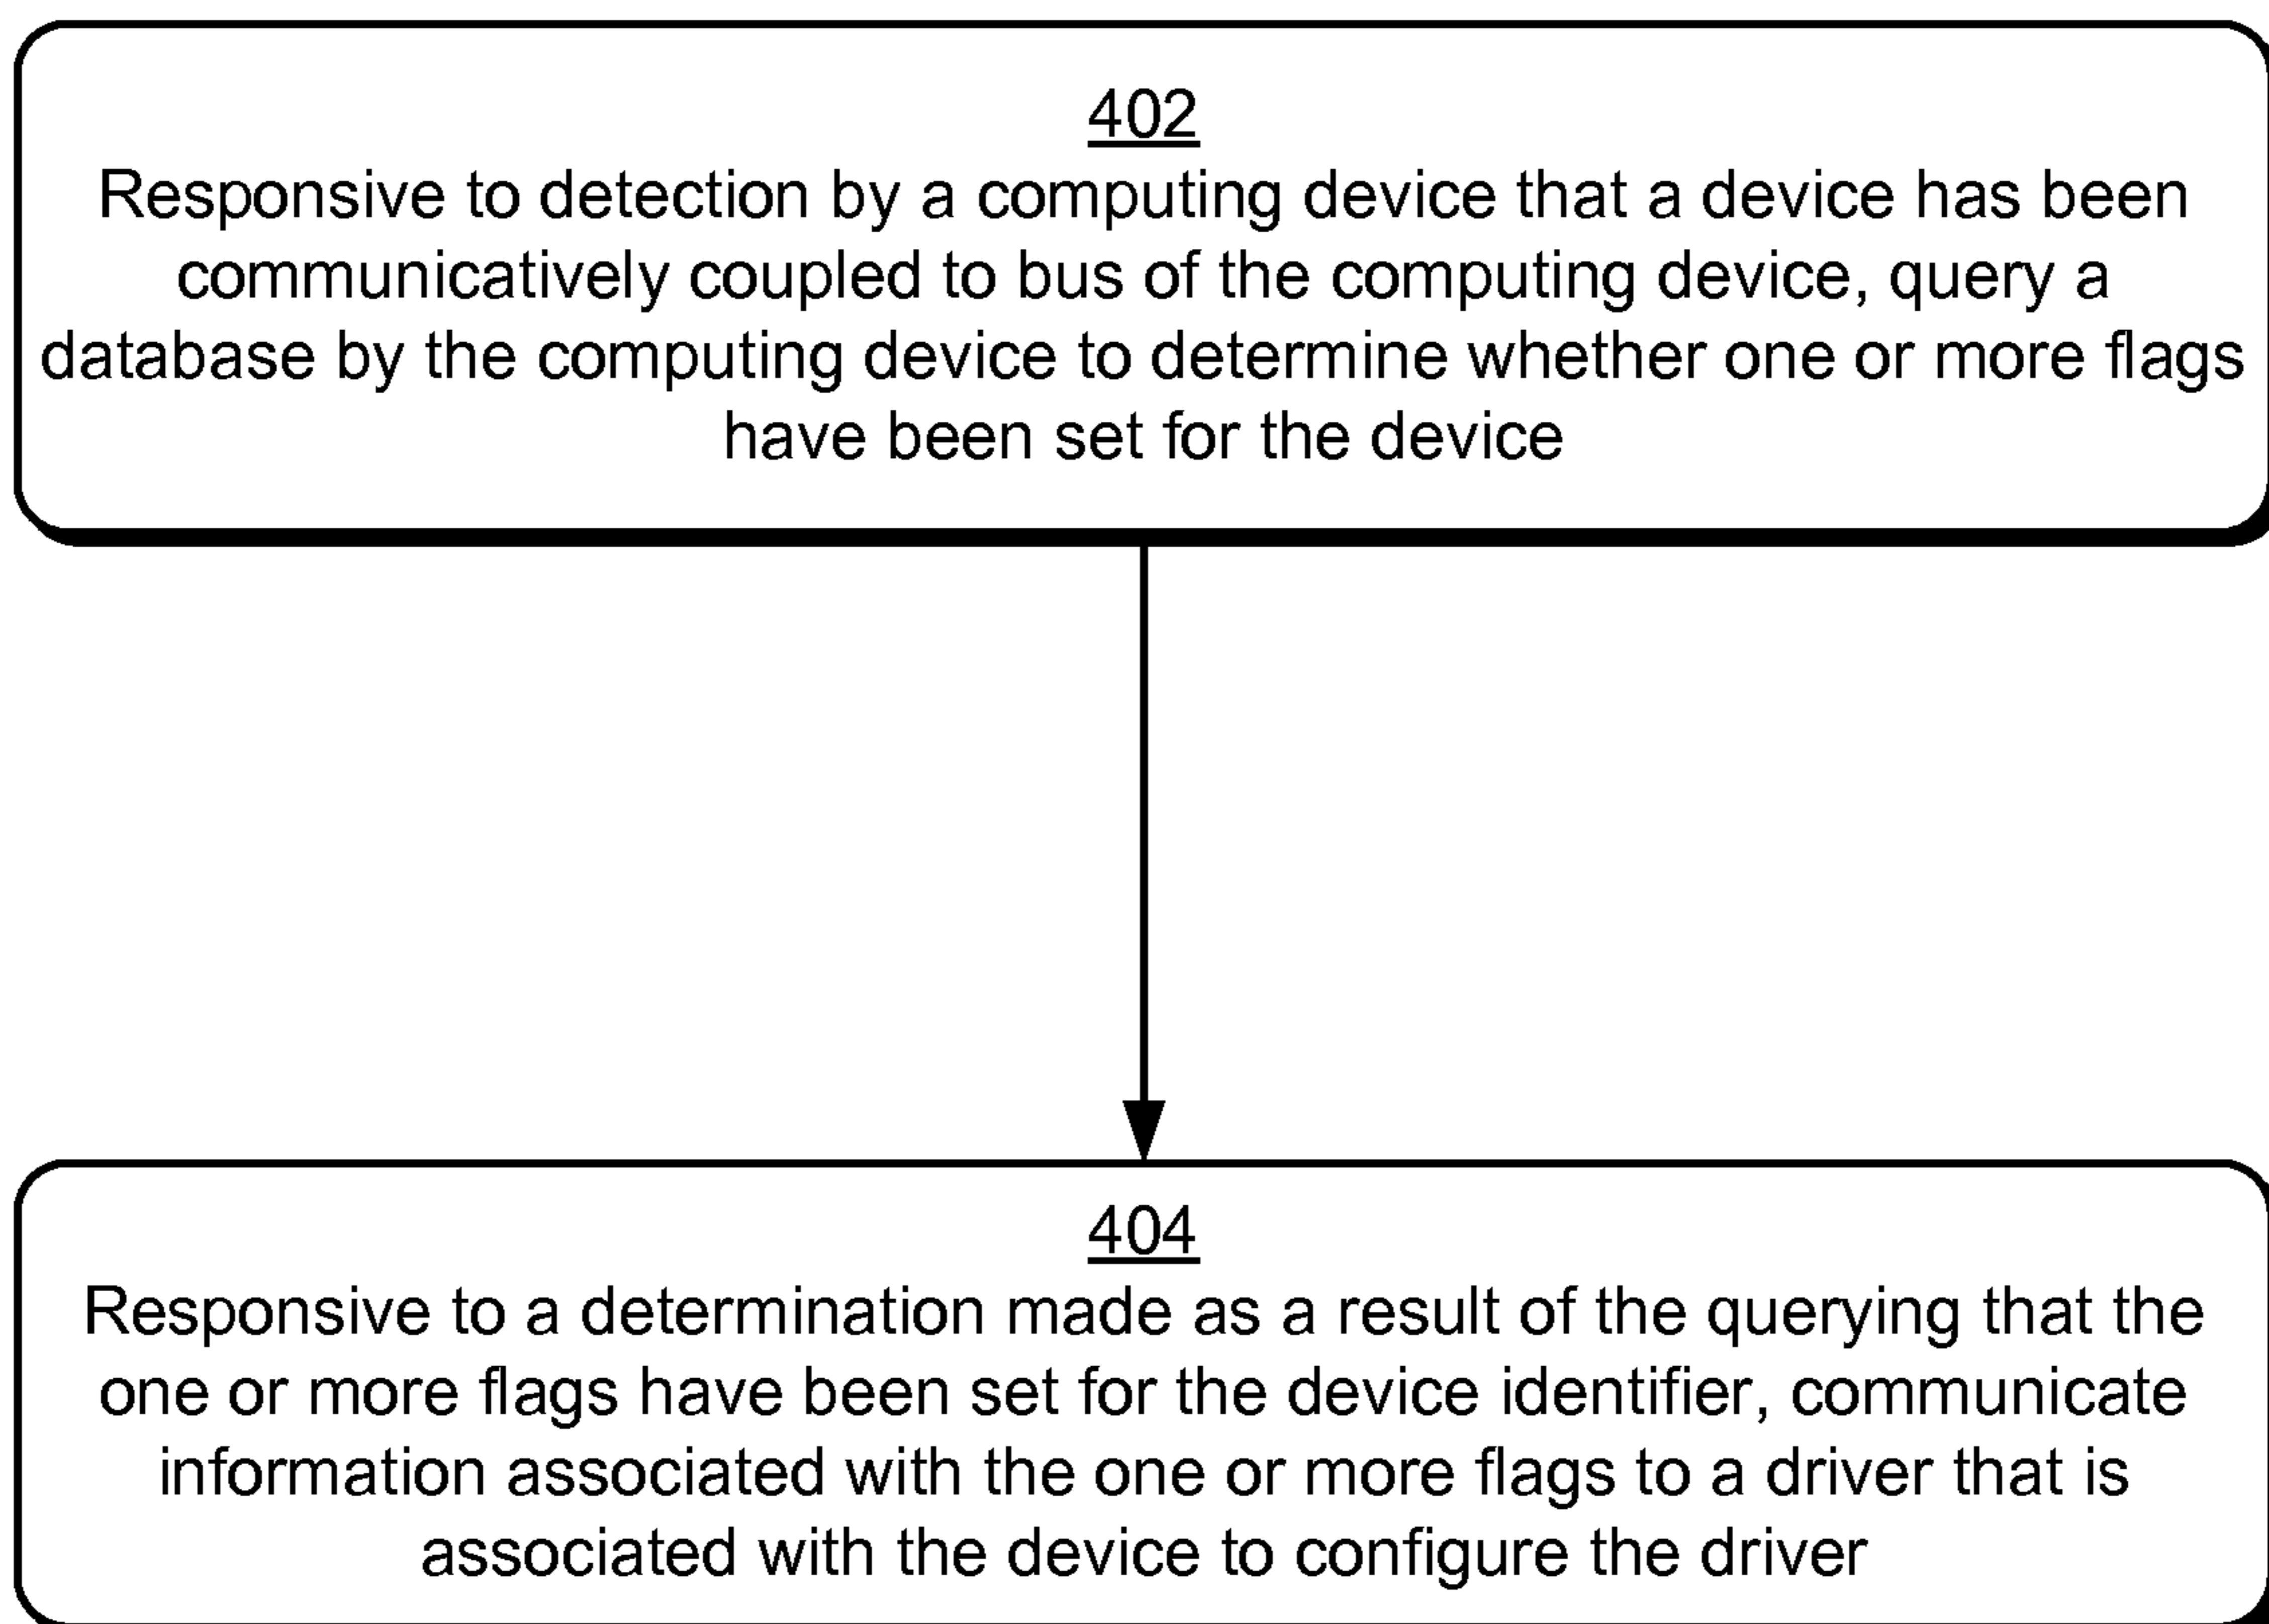 402
Responsive to detection by a computing device that a device has been
communicatively coupled to bus of the computing device, query a
database by the computing device to determine whether one or more flags
have been set for the device
404
Responsive to a determination made as a result of the querying that the
one or more flags have been set for the device identifier, communicate
information associated with the one or more flags to a driver that is
associated with the device to configure the driver